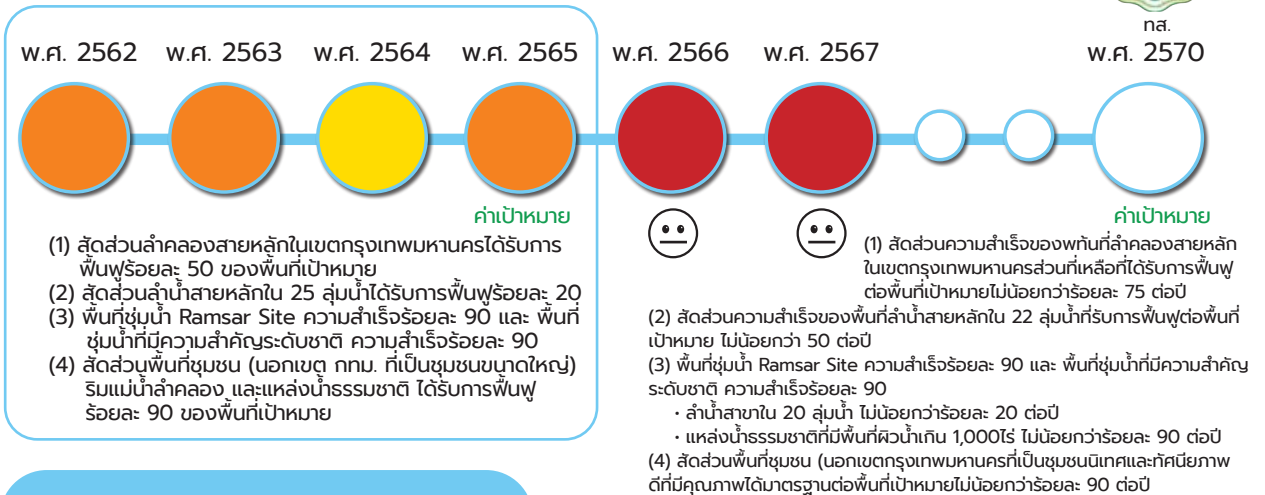 ทส.
พ.ศ. 2562 พ.ศ. 2563 พ.ศ. 2564 พ.ศ. 2565 พ.ศ. 2566 พ.ศ. 2567 พ.ศ. 2570
ค่าเป้าหมาย
(1) สัดส่วนลำคลองสายหลักในเขตกรุงเทพมหานครได้รับการ
ฟื้นฟูร้อยละ 50 ของพื้นที่เป้าหมาย
(2) สัดส่วนลำน้ำสายหลักใน 25 ลุ่มน้ำได้รับการฟื้นฟูร้อยละ 20
(3) พื้นที่ชุ่มน้ำ Ramsar Site ความสำเร็จร้อยละ 90 และ พื้นที่
ชุ่มน้ำที่มีความสำคัญระดับชาติ ความสำเร็จร้อยละ 90
(4) สัดส่วนพื้นที่ชุมชน (นอกเขต กทม. ที่เป็นชุมชนขนาดใหญ่)
ริมแม่น้ำลำคลอง และแหล่งน้ำธรรมชาติ ได้รับการฟื้นฟู
ร้อยละ 90 ของพื้นที่เป้าหมาย
ค่าเป้าหมาย
(1) สัดส่วนความสำเร็จของพท้นที่ลำคลองสายหลัก
ในเขตกรุงเทพมหานครส่วนที่เหลือที่ได้รับการฟื้นฟู
ต่อพื้นที่เป้าหมายไม่น้อยกว่าร้อยละ 75 ต่อปี
(2) สัดส่วนความสำเร็จของพื้นที่ลำน้ำสายหลักใน 22 ลุ่มน้ำที่รับการฟื้นฟูต่อพื้นที่
เป้าหมาย ไม่น้อยกว่า 50 ต่อปี
(3) พื้นที่ชุ่มน้ำ Ramsar Site ความสำเร็จร้อยละ 90 และ พื้นที่ชุ่มน้ำที่มีความสำคัญ
ระดับชาติ ความสำเร็จร้อยละ 90
• ลำน้ำสาขาใน 20 ลุ่มน้ำ ไม่น้อยกว่าร้อยละ 20 ต่อปี
• แหล่งน้ำธรรมชาติที่มีพื้นที่ผิวน้ำเกิน 1,000ไร่ ไม่น้อยกว่าร้อยละ 90 ต่อปี
(4) สัดส่วนพื้นที่ชุมชน (นอกเขตกรุงเทพมหานครที่เป็นชุมชนนิเทศและทัศนียภาพ
ดีที่มีคุณภาพได้มาตรฐานต่อพื้นที่เป้าหมายไม่น้อยกว่าร้อยละ 90 ต่อปี